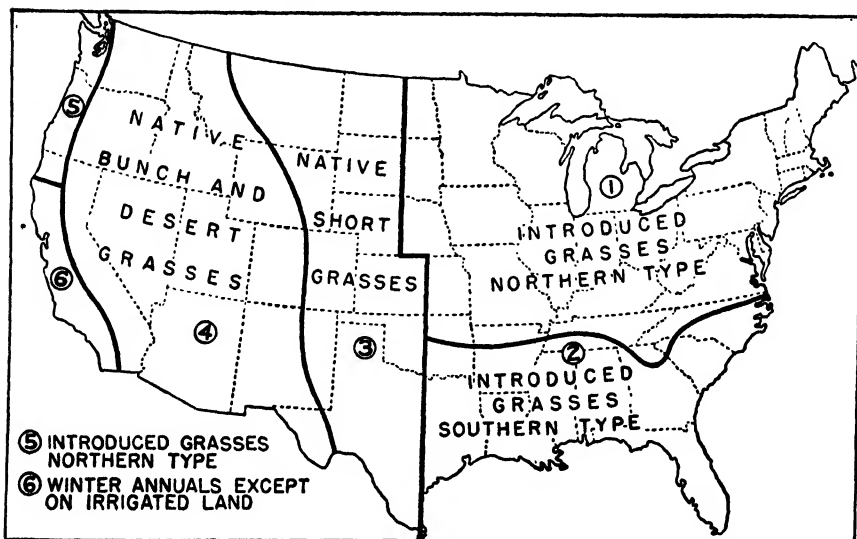 ⑤
NATIVE
BUNCH AND
DESERT
GRASSES
⑥
④
NATIVE
SHORT
GRASSES
③
①
INTRODUCED
GRASSES
NORTHERN TYPE
②
INTRODUCED
GRASSES
SOUTHERN TYPE
⑤ INTRODUCED GRASSES
NORTHERN TYPE
⑥ WINTER ANNUALS EXCEPT
ON IRRIGATED LAND